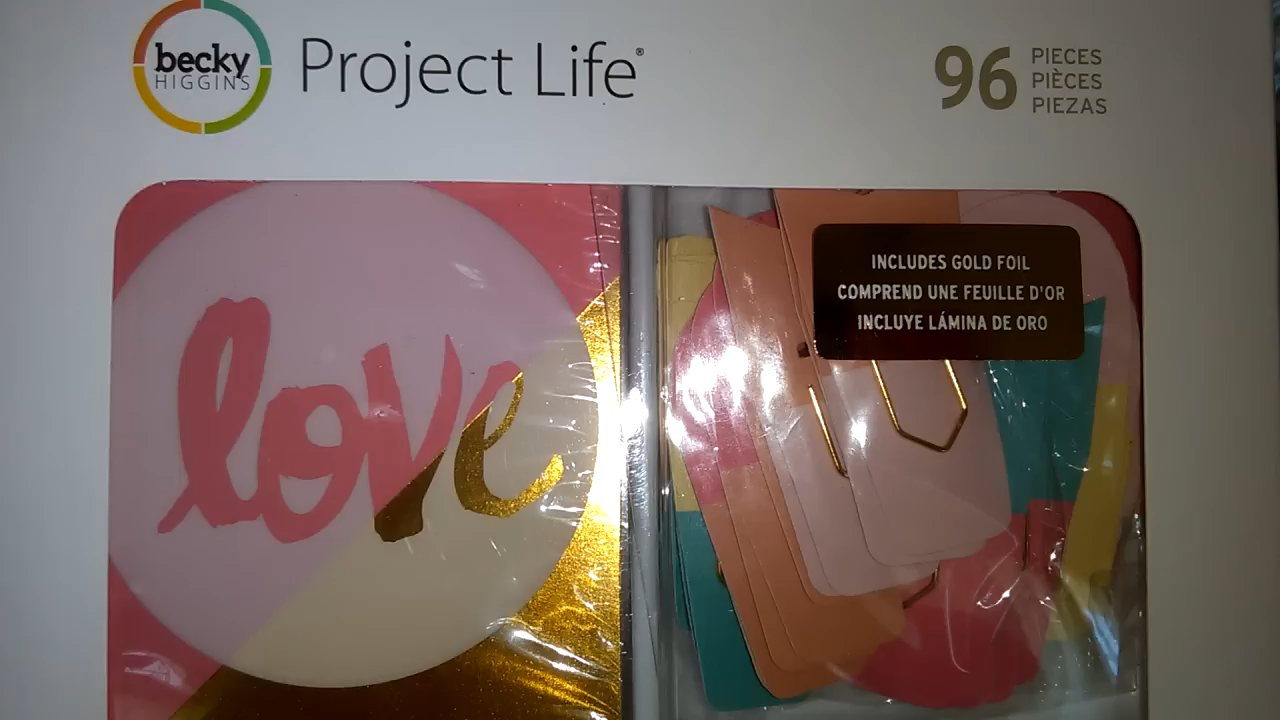 becky
HIGGINS
Project Life®
96
PIECES
PIÈCES
PIEZAS
INCLUDES GOLD FOIL
COMPREND UNE FEUILLE D'OR
INCLUYE LÁMINA DE ORO
love